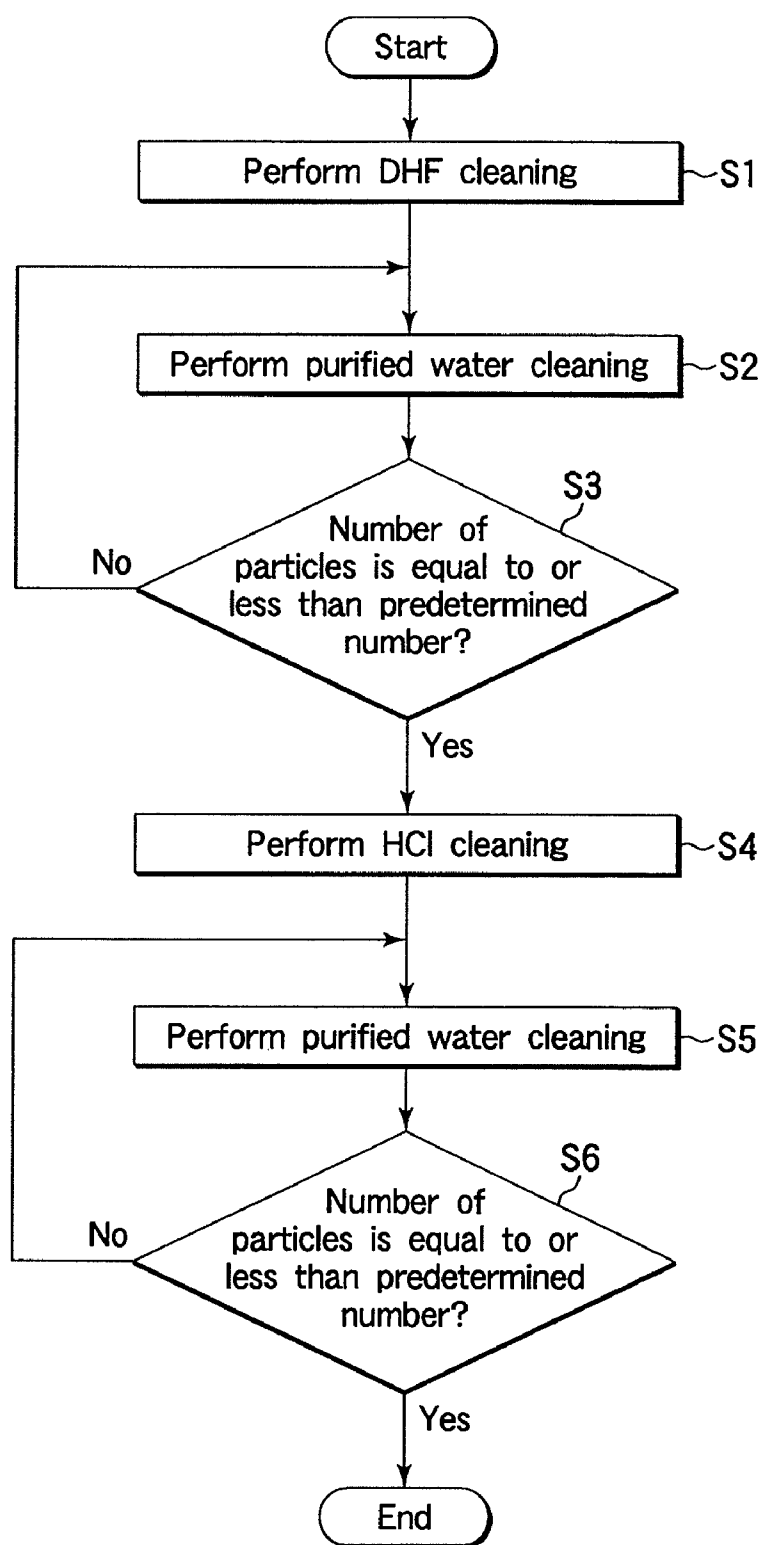 Start
Perform DHF cleaning
S1
Perform purified water cleaning
S2
S3
Number of
particles is equal to or
less than predetermined
number?
No
Yes
Perform HCl cleaning
S4
Perform purified water cleaning
S5
S6
Number of
particles is equal to or
less than predetermined
number?
No
Yes
End